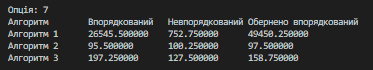 Опція: 7
Алгоритм Впорядкований Невпорядкований Обернено впорядкований
Алгоритм 1 26545.500000 752.750000 49450.250000
Алгоритм 2 95.500000 100.250000 97.500000
Алгоритм 3 197.250000 127.500000 158.750000